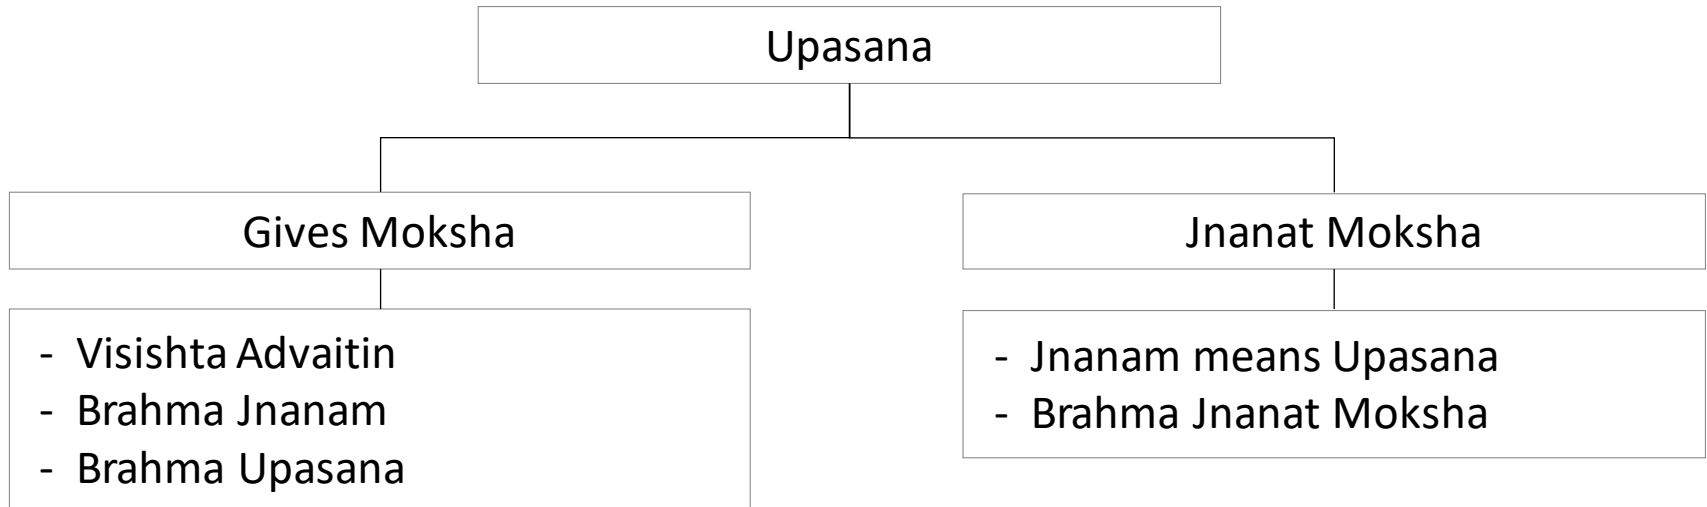 Upasana
Gives Moksha
- Visishta Advaitin
- Brahma Jnanam
- Brahma Upasana
Jnanat Moksha
- Jnanam means Upasana
- Brahma Jnanat Moksha